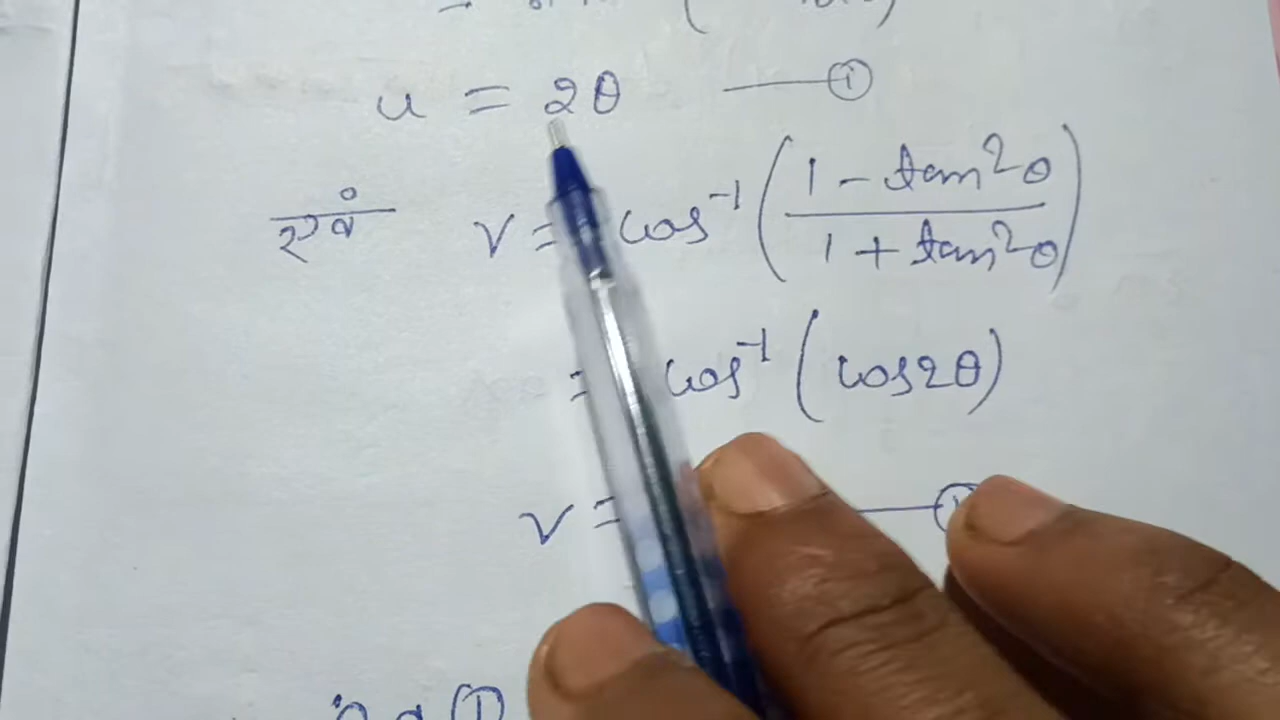 u = 2θ —①
एवं v = cos⁻¹(1 - tan²θ / 1 + tan²θ)
= cos⁻¹(cos2θ)
v =